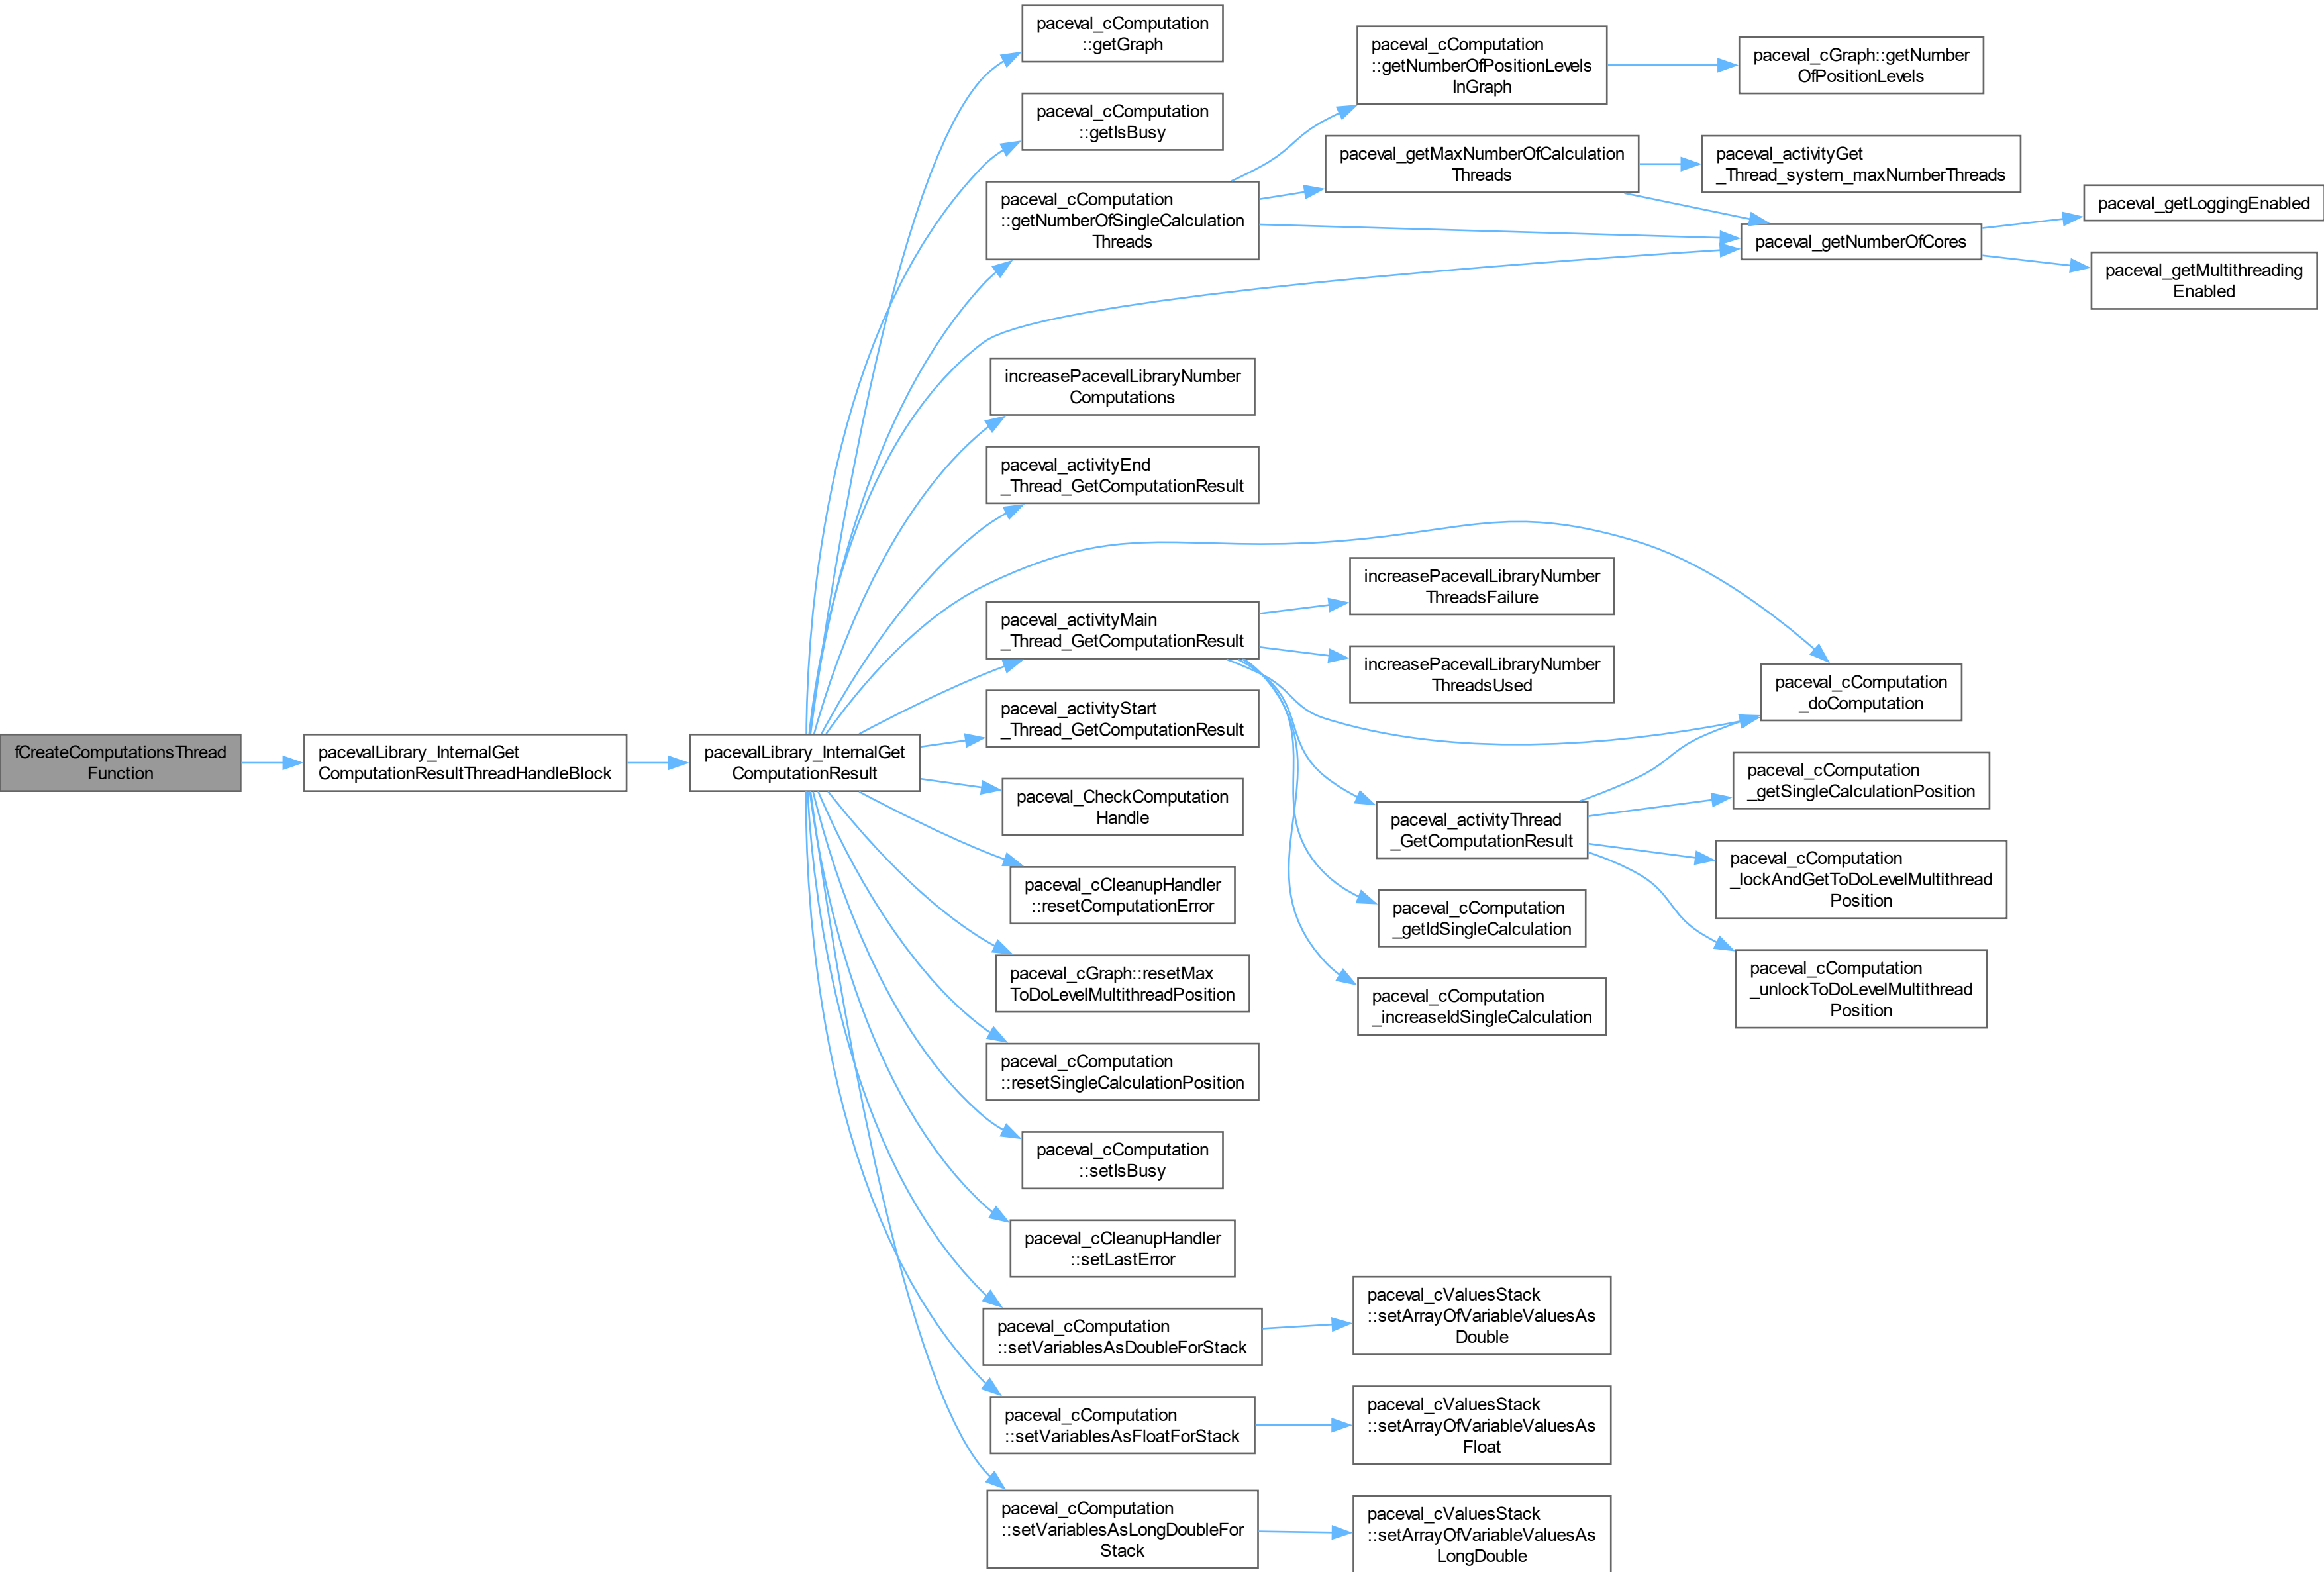 fCreateComputationsThread
Function
pacevalLibrary_InternalGet
ComputationResultThreadHandleBlock
pacevalLibrary_InternalGet
ComputationResult
paceval_cComputation
::getGraph
paceval_cComputation
::getIsBusy
paceval_cComputation
::getNumberOfSingleCalculation
Threads
increasePacevalLibraryNumber
Computations
paceval_activityEnd
_Thread_GetComputationResult
paceval_activityMain
_Thread_GetComputationResult
paceval_activityStart
_Thread_GetComputationResult
paceval_CheckComputation
Handle
paceval_cCleanupHandler
::resetComputationError
paceval_cGraph::resetMax
ToDoLevelMultithreadPosition
paceval_cComputation
::resetSingleCalculationPosition
paceval_cComputation
::setIsBusy
paceval_cCleanupHandler
::setLastError
paceval_cComputation
::setVariablesAsDoubleForStack
paceval_cComputation
::setVariablesAsFloatForStack
paceval_cComputation
::setVariablesAsLongDoubleFor
Stack
paceval_cComputation
::getNumberOfPositionLevels
InGraph
paceval_getMaxNumberOfCalculation
Threads
increasePacevalLibraryNumber
ThreadsFailure
increasePacevalLibraryNumber
ThreadsUsed
paceval_activityThread
_GetComputationResult
paceval_cComputation
_getIdSingleCalculation
paceval_cComputation
_increaseIdSingleCalculation
paceval_cValuesStack
::setArrayOfVariableValuesAs
Double
paceval_cValuesStack
::setArrayOfVariableValuesAs
Float
paceval_cValuesStack
::setArrayOfVariableValuesAs
LongDouble
paceval_cGraph::getNumber
OfPositionLevels
paceval_activityGet
_Thread_system_maxNumberThreads
paceval_getNumberOfCores
paceval_cComputation
_doComputation
paceval_cComputation
_getSingleCalculationPosition
paceval_cComputation
_lockAndGetToDoLevelMultithread
Position
paceval_cComputation
_unlockToDoLevelMultithread
Position
paceval_getLoggingEnabled
paceval_getMultithreading
Enabled